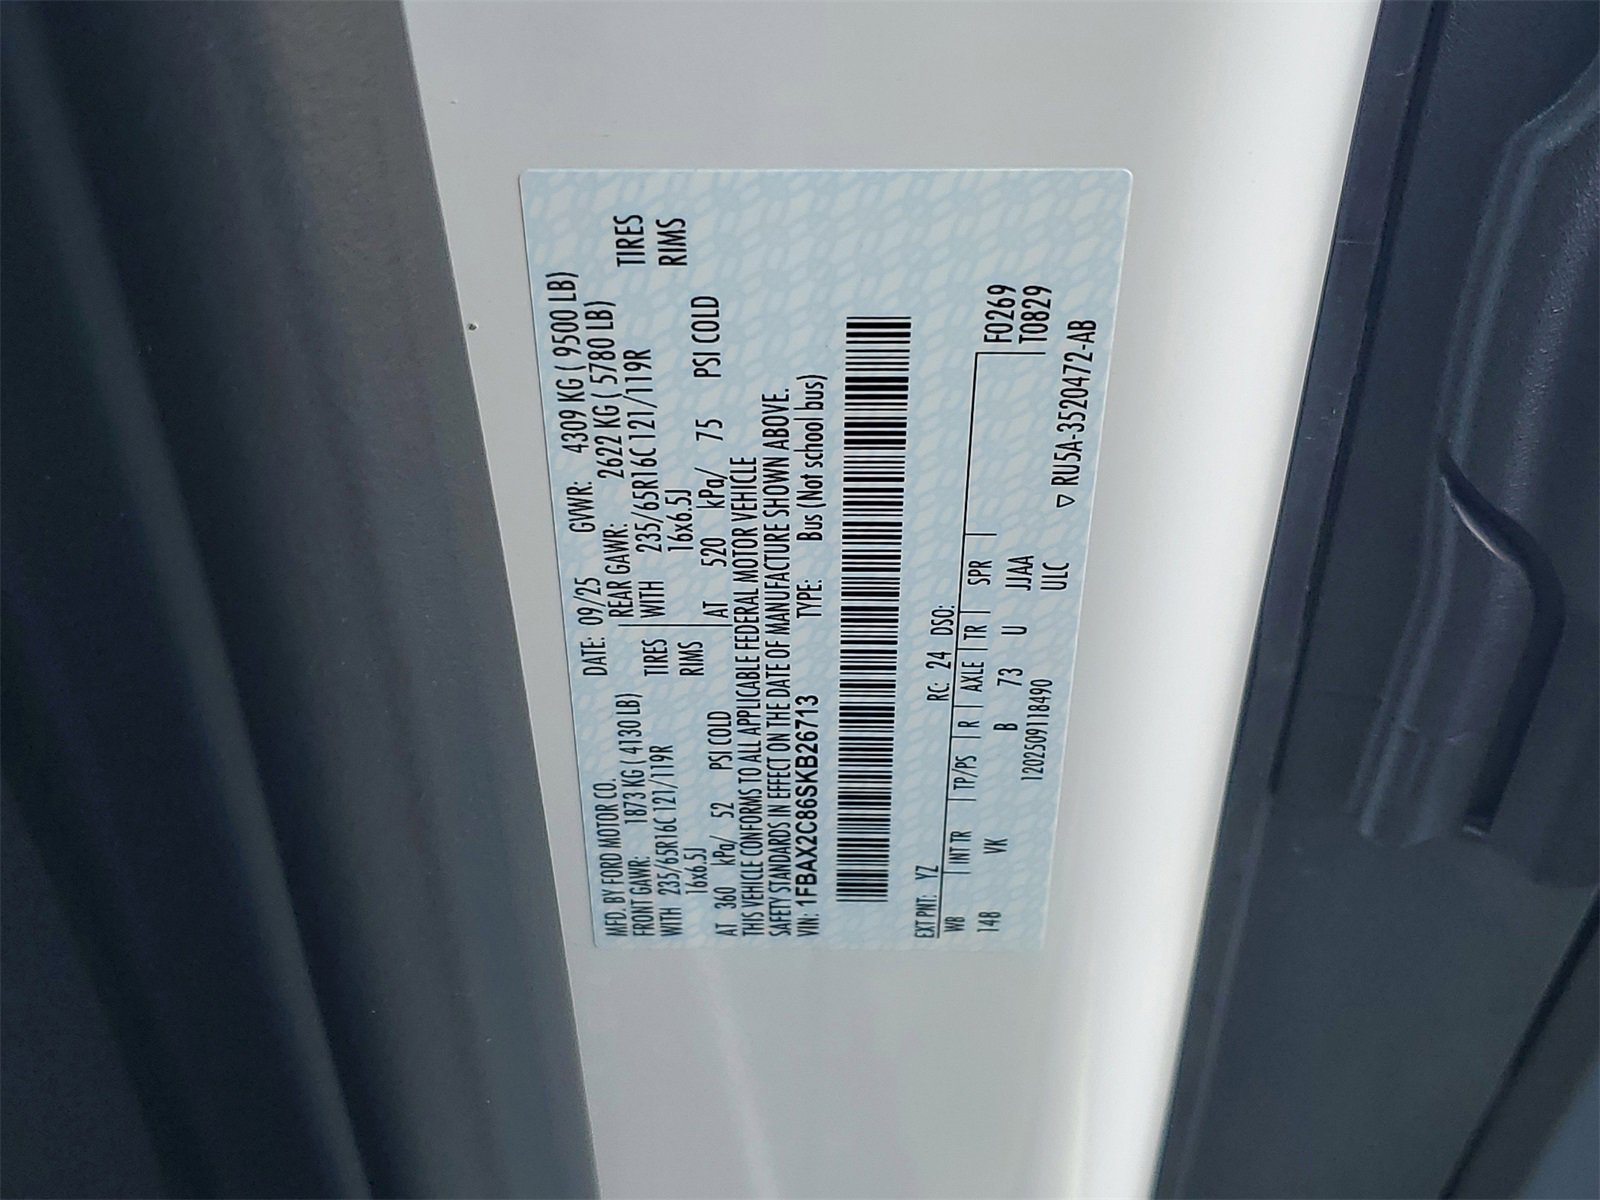 MFD. BY FORD MOTOR CO. DATE: 09/25 GVWR: 4309 KG ( 9500 LB)
FRONT GAWR: 1873 KG ( 4130 LB) REAR GAWR: 2622 KG ( 5780 LB)
WITH 235/65R16C 121/119R TIRES WITH 235/65R16C 121/119R TIRES
16x6.5J RIMS 16x6.5J RIMS
AT 360 kPa/ 52 PSI COLD AT 520 kPa/ 75 PSI COLD
THIS VEHICLE CONFORMS TO ALL APPLICABLE FEDERAL MOTOR VEHICLE
SAFETY STANDARDS IN EFFECT ON THE DATE OF MANUFACTURE SHOWN ABOVE.
VIN: 1FBAX2C86SKB26713 TYPE: Bus (Not school bus)
EXT PNT: YZ RC: 24 DSO:
WB INT TR TP/PS R AXLE TR SPR F0269
148 VK B 73 U JJAA T0829
1202509118490 ULC
▽ RU5A-3520472-AB